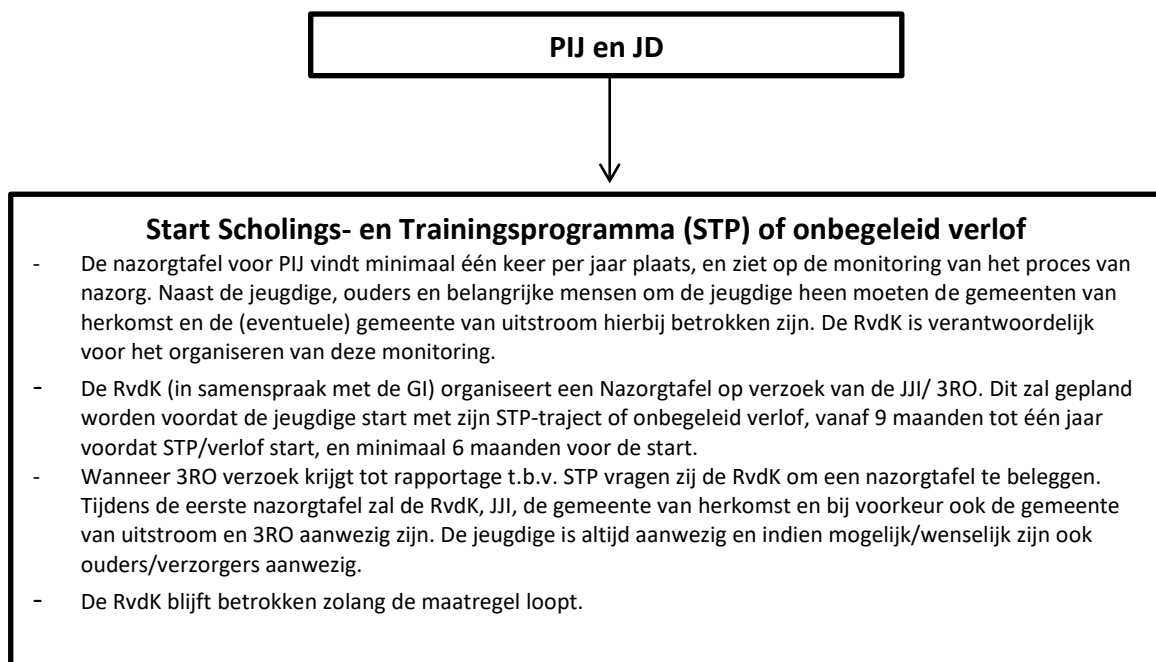 PIJ en JD
Start Scholings- en Trainingsprogramma (STP) of onbegeleid verlof
- De nazorgtafel voor PIJ vindt minimaal één keer per jaar plaats, en ziet op de monitoring van het proces van
nazorg. Naast de jeugdige, ouders en belangrijke mensen om de jeugdige heen moeten de gemeenten van
herkomst en de (eventuele) gemeente van uitstroom hierbij betrokken zijn. De RvdK is verantwoordelijk
voor het organiseren van deze monitoring.
- De RvdK (in samenspraak met de GI) organiseert een Nazorgtafel op verzoek van de JJI/ 3RO. Dit zal gepland
worden voordat de jeugdige start met zijn STP-traject of onbegeleid verlof, vanaf 9 maanden tot één jaar
voordat STP/verlof start, en minimaal 6 maanden voor de start.
- Wanneer 3RO verzoek krijgt tot rapportage t.b.v. STP vragen zij de RvdK om een nazorgtafel te beleggen.
Tijdens de eerste nazorgtafel zal de RvdK, JJI, de gemeente van herkomst en bij voorkeur ook de gemeente
van uitstroom en 3RO aanwezig zijn. De jeugdige is altijd aanwezig en indien mogelijk/wenselijk zijn ook
ouders/verzorgers aanwezig.
- De RvdK blijft betrokken zolang de maatregel loopt.